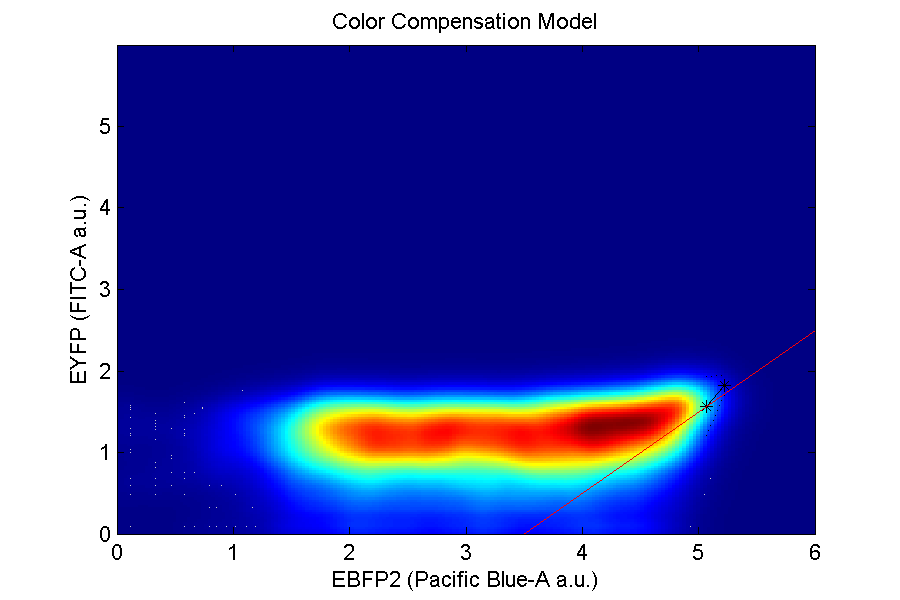 Color Compensation Model
EYFP (FITC-A a.u.)
5
4
3
2
1
0
0 1 2 3 4 5 6
EBFP2 (Pacific Blue-A a.u.)